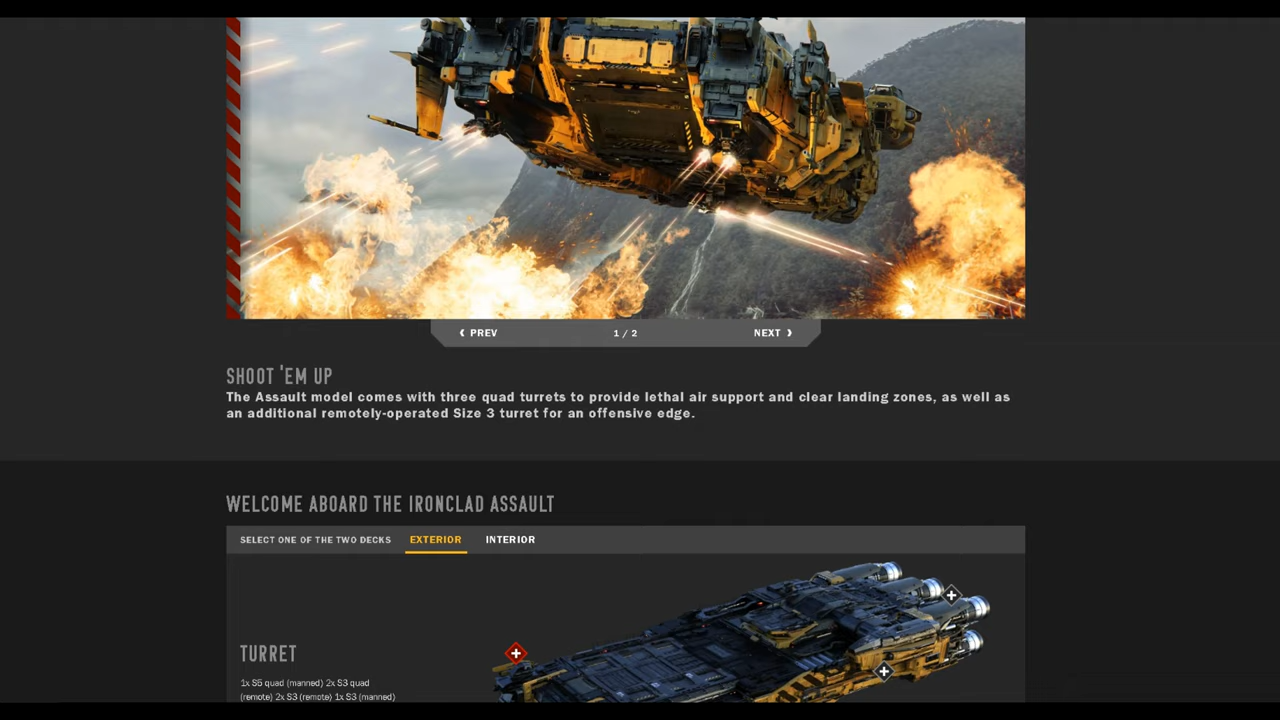 PREV
1 / 2
NEXT
SHOOT 'EM UP
The Assault model comes with three quad turrets to provide lethal air support and clear landing zones, as well as
an additional remotely-operated Size 3 turret for an offensive edge.
WELCOME ABOARD THE IRONCLAD ASSAULT
SELECT ONE OF THE TWO DECKS
EXTERIOR
INTERIOR
TURRET
1x S5 quad (manned) 2x S3 quad
(remote) 2x S3 (remote) 1x S3 (manned)